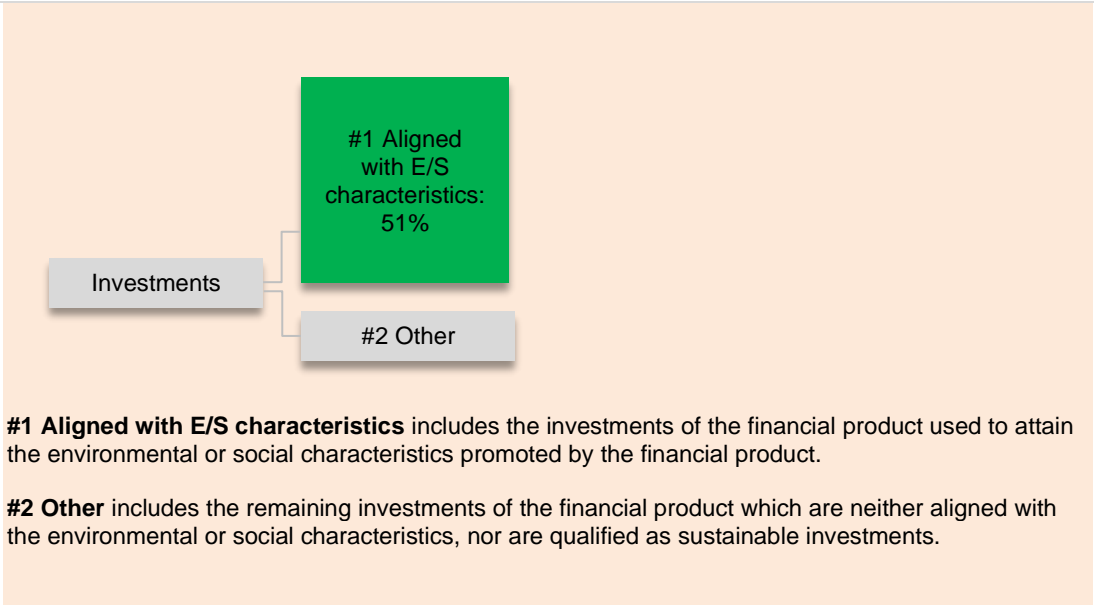 #1 Aligned
with E/S
characteristics:
51%
Investments
#2 Other
#1 Aligned with E/S characteristics includes the investments of the financial product used to attain
the environmental or social characteristics promoted by the financial product.
#2 Other includes the remaining investments of the financial product which are neither aligned with
the environmental or social characteristics, nor are qualified as sustainable investments.